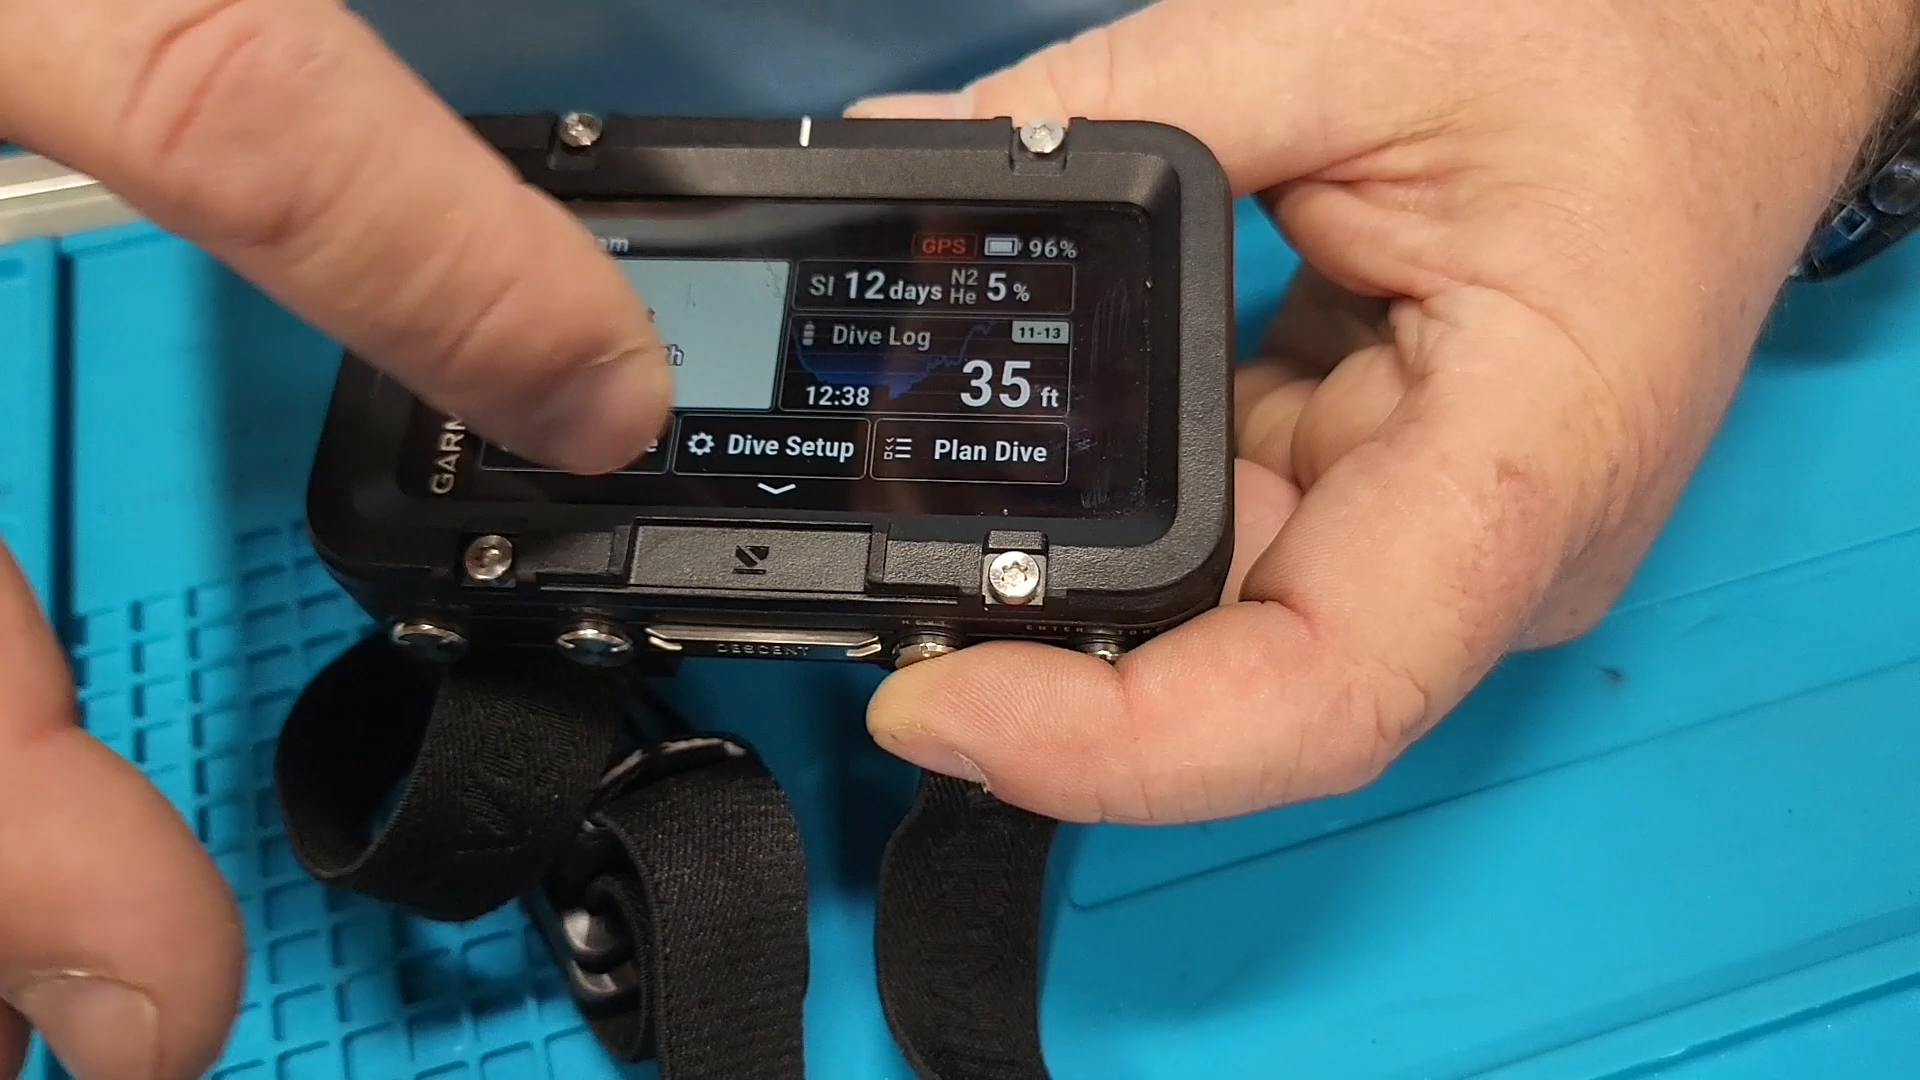 GPS 96%
SI 12 days N2 He 5 %
Dive Log 11-13
12:38 35 ft
Dive Setup Plan Dive
DESCENT
ENTER